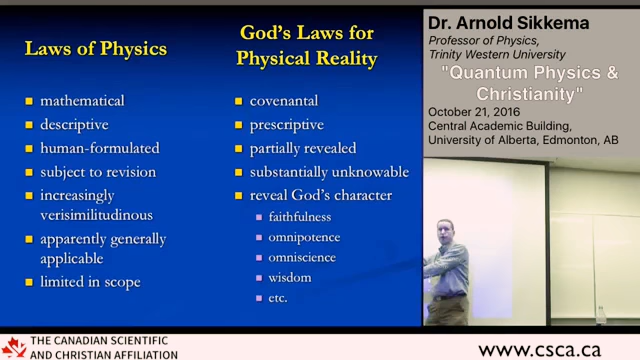 Laws of Physics
mathematical
descriptive
human-formulated
subject to revision
increasingly
verisimilitudinous
apparently generally
applicable
limited in scope
God's Laws for
Physical Reality
covenantal
prescriptive
partially revealed
substantially unknowable
reveal God's character
faithfulness
omnipotence
omniscience
wisdom
etc.
Dr. Arnold Sikkema
Professor of Physics,
Trinity Western University
"Quantum Physics &
Christianity"
October 21, 2016
Central Academic Building,
University of Alberta, Edmonton, AB
THE CANADIAN SCIENTIFIC
AND CHRISTIAN AFFILIATION
www.csca.ca